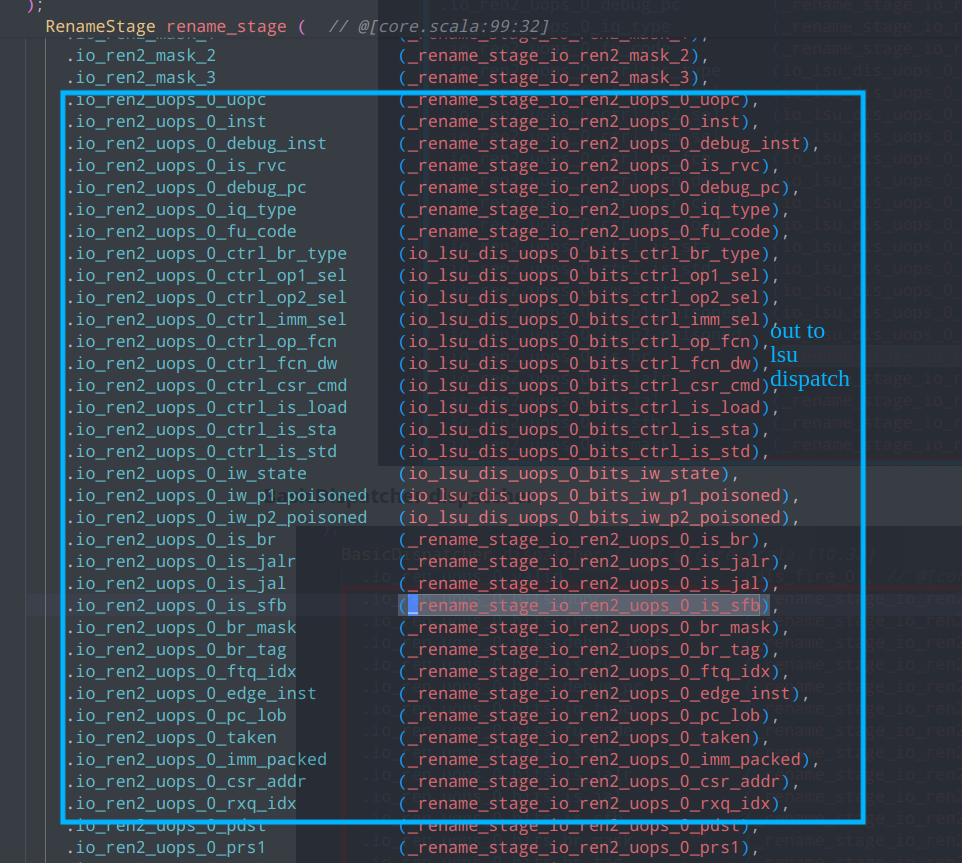 );
RenameStage rename_stage (   // @[core.scala:99:32]
.io_ren2_mask_2 (_rename_stage_io_ren2_mask_2),
.io_ren2_mask_3 (_rename_stage_io_ren2_mask_3),
.io_ren2_uops_0_uopc (_rename_stage_io_ren2_uops_0_uopc),
.io_ren2_uops_0_inst (_rename_stage_io_ren2_uops_0_inst),
.io_ren2_uops_0_debug_inst (_rename_stage_io_ren2_uops_0_debug_inst),
.io_ren2_uops_0_is_rvc (_rename_stage_io_ren2_uops_0_is_rvc),
.io_ren2_uops_0_debug_pc (_rename_stage_io_ren2_uops_0_debug_pc),
.io_ren2_uops_0_iq_type (_rename_stage_io_ren2_uops_0_iq_type),
.io_ren2_uops_0_fu_code (_rename_stage_io_ren2_uops_0_fu_code),
.io_ren2_uops_0_ctrl_br_type (io_lsu_dis_uops_0_bits_ctrl_br_type),
.io_ren2_uops_0_ctrl_op1_sel (io_lsu_dis_uops_0_bits_ctrl_op1_sel),
.io_ren2_uops_0_ctrl_op2_sel (io_lsu_dis_uops_0_bits_ctrl_op2_sel),
.io_ren2_uops_0_ctrl_imm_sel (io_lsu_dis_uops_0_bits_ctrl_imm_sel),
.io_ren2_uops_0_ctrl_op_fcn (io_lsu_dis_uops_0_bits_ctrl_op_fcn),
.io_ren2_uops_0_ctrl_fcn_dw (io_lsu_dis_uops_0_bits_ctrl_fcn_dw),
.io_ren2_uops_0_ctrl_csr_cmd (io_lsu_dis_uops_0_bits_ctrl_csr_cmd)
.io_ren2_uops_0_ctrl_is_load (io_lsu_dis_uops_0_bits_ctrl_is_load),
.io_ren2_uops_0_ctrl_is_sta (io_lsu_dis_uops_0_bits_ctrl_is_sta),
.io_ren2_uops_0_ctrl_is_std (io_lsu_dis_uops_0_bits_ctrl_is_std),
.io_ren2_uops_0_iw_state (io_lsu_dis_uops_0_bits_iw_state),
.io_ren2_uops_0_iw_p1_poisoned (io_lsu_dis_uops_0_bits_iw_p1_poisoned),
.io_ren2_uops_0_iw_p2_poisoned (io_lsu_dis_uops_0_bits_iw_p2_poisoned),
.io_ren2_uops_0_is_br (_rename_stage_io_ren2_uops_0_is_br),
.io_ren2_uops_0_is_jalr (_rename_stage_io_ren2_uops_0_is_jalr),
.io_ren2_uops_0_is_jal (_rename_stage_io_ren2_uops_0_is_jal),
.io_ren2_uops_0_is_sfb (_rename_stage_io_ren2_uops_0_is_sfb),
.io_ren2_uops_0_br_mask (_rename_stage_io_ren2_uops_0_br_mask),
.io_ren2_uops_0_br_tag (_rename_stage_io_ren2_uops_0_br_tag),
.io_ren2_uops_0_ftq_idx (_rename_stage_io_ren2_uops_0_ftq_idx),
.io_ren2_uops_0_edge_inst (_rename_stage_io_ren2_uops_0_edge_inst),
.io_ren2_uops_0_pc_lob (_rename_stage_io_ren2_uops_0_pc_lob),
.io_ren2_uops_0_taken (_rename_stage_io_ren2_uops_0_taken),
.io_ren2_uops_0_imm_packed (_rename_stage_io_ren2_uops_0_imm_packed),
.io_ren2_uops_0_csr_addr (_rename_stage_io_ren2_uops_0_csr_addr),
.io_ren2_uops_0_rxq_idx (_rename_stage_io_ren2_uops_0_rxq_idx),
.io_ren2_uops_0_pdst (_rename_stage_io_ren2_uops_0_pdst),
.io_ren2_uops_0_prs1 (_rename_stage_io_ren2_uops_0_prs1),
out to
lsu
dispatch